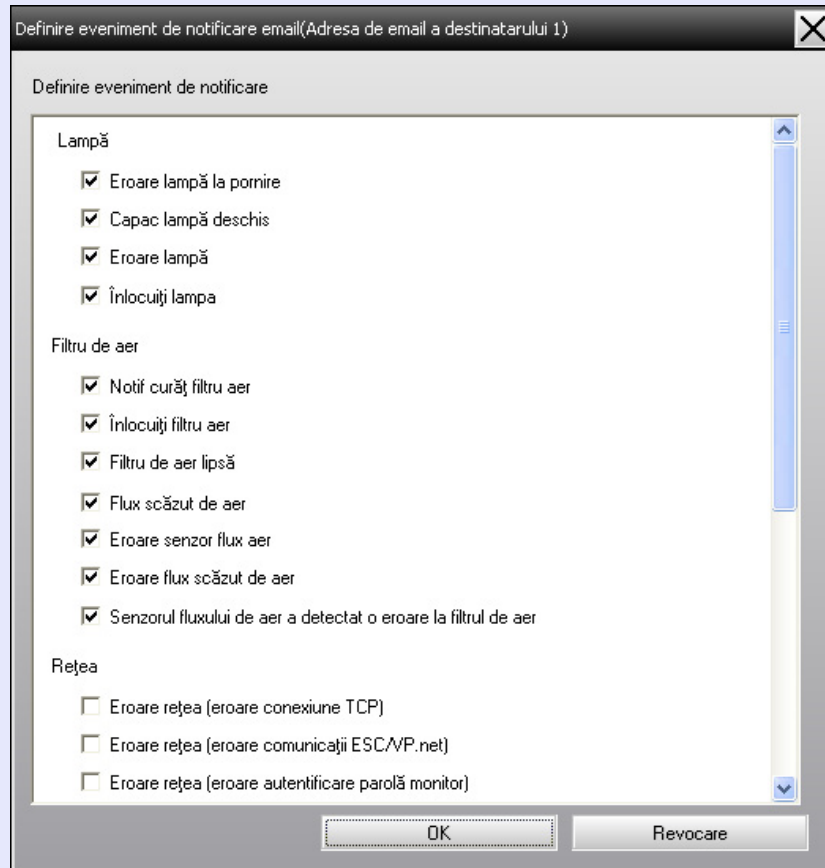 Definire eveniment de notificare email(Adresa de email a destinatarului 1)
Definire eveniment de notificare
Lampă
Eroare lampă la pornire
Capac lampă deschis
Eroare lampă
Înlocuiţi lampa
Filtru de aer
Notif curăţ filtru aer
Înlocuiţi filtru aer
Filtru de aer lipsă
Flux scăzut de aer
Eroare senzor flux aer
Eroare flux scăzut de aer
Senzorul fluxului de aer a detectat o eroare la filtrul de aer
Reţea
Eroare reţea (eroare conexiune TCP)
Eroare reţea (eroare comunicaţii ESC/VP.net)
Eroare reţea (eroare autentificare parolă monitor)
OK
Revocare